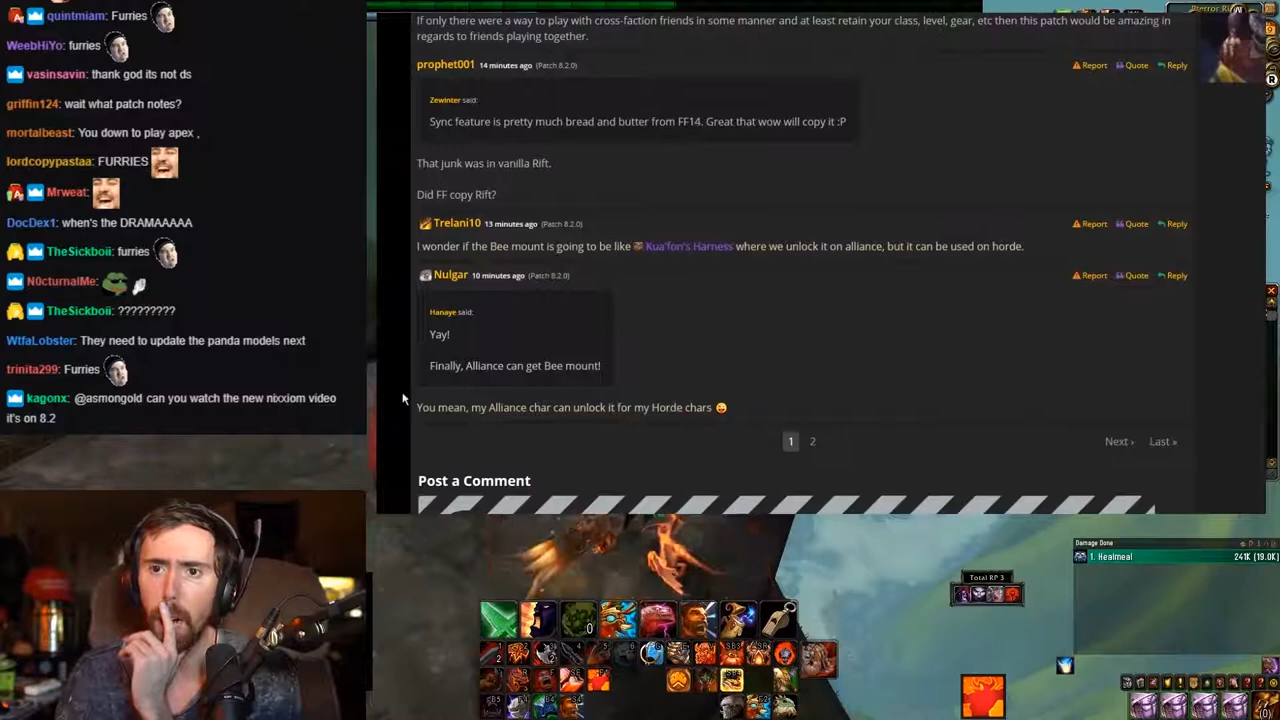 quintmiam: Furries
WeebHiYo: furries
vasinsavin: thank god its not ds
griffin124: wait what patch notes?
mortalbeast: You down to play apex ,
lordcopypastaa: FURRIES
Mrweat:
DocDex1: when's the DRAMAAAAA
TheSickboii: furries
N0cturnalMe:
TheSickboii: ?????????
WtfaLobster: They need to update the panda models next
trinita299: Furries
kagonx: @asmongold can you watch the new nixxiom video
it's on 8.2
If only there were a way to play with cross-faction friends in some manner and at least retain your class, level, gear, etc then this patch would be amazing in
regards to friends playing together.
prophet001 14 minutes ago (Patch 8.2.0) Report Quote Reply
Zewinter said:
Sync feature is pretty much bread and butter from FF14. Great that wow will copy it :P
That junk was in vanilla Rift.
Did FF copy Rift?
Trelani10 13 minutes ago (Patch 8.2.0) Report Quote Reply
I wonder if the Bee mount is going to be like Kua'fon's Harness where we unlock it on alliance, but it can be used on horde.
Nulgar 10 minutes ago (Patch 8.2.0) Report Quote Reply
Hanaye said:
Yay!
Finally, Alliance can get Bee mount!
You mean, my Alliance char can unlock it for my Horde chars
1 2 Next › Last »
Post a Comment
Damage Done
1. Healmeal 241K (19.0K)
Total RP 3